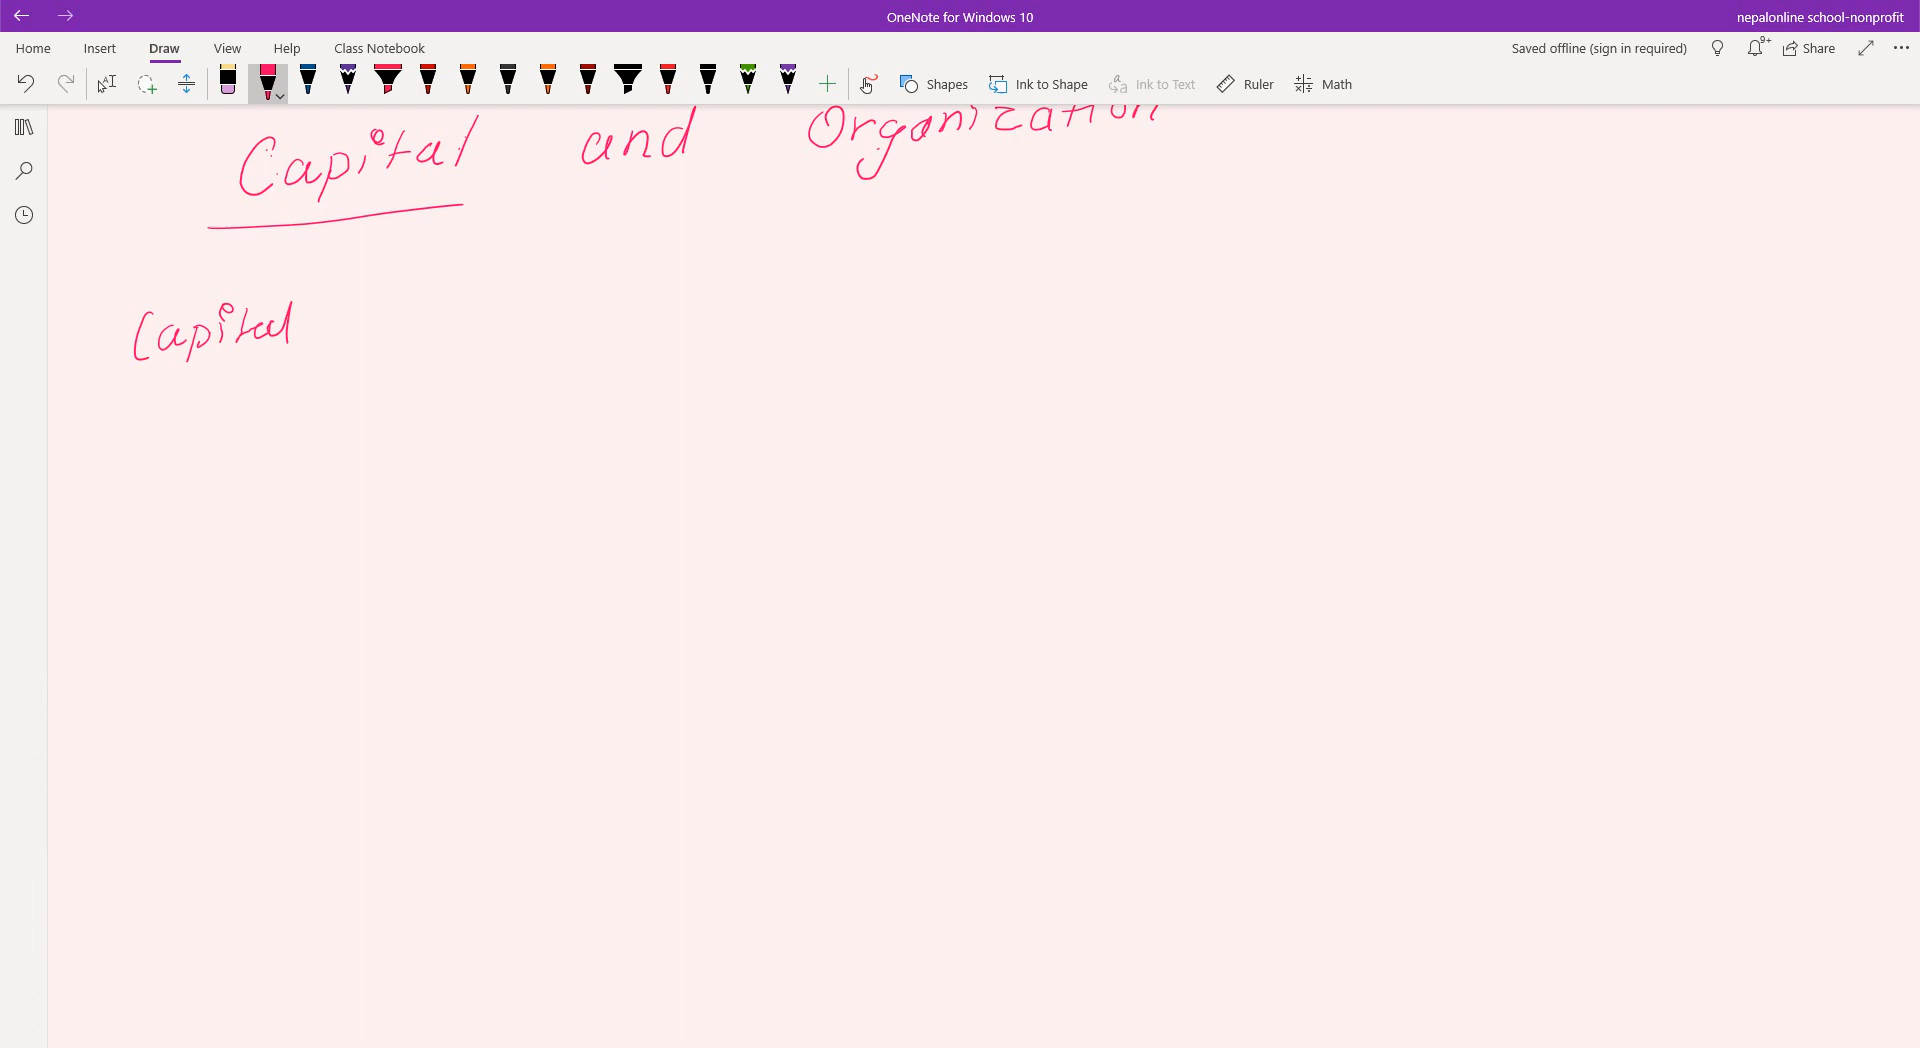 OneNote for Windows 10
nepalonline school-nonprofit
Home Insert Draw View Help Class Notebook
Saved offline (sign in required) 9+ Share
Shapes Ink to Shape Ink to Text Ruler Math
Capital and Organization
Capital